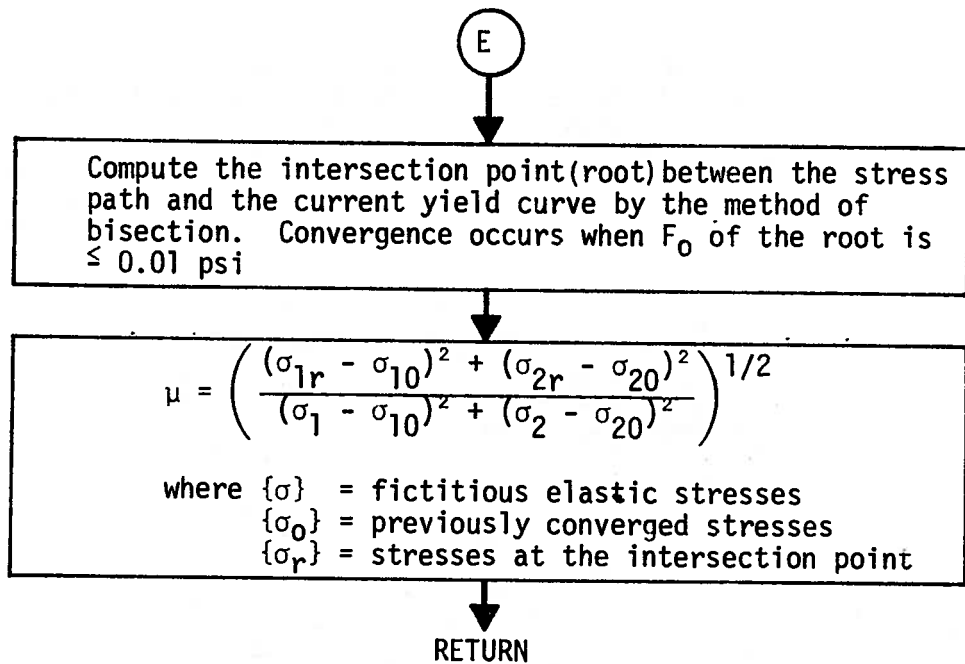 E
Compute the intersection point(root)between the stress
path and the current yield curve by the method of
bisection. Convergence occurs when F₀ of the root is
≤ 0.01 psi
μ = ( ((σ₁ᵣ - σ₁₀)² + (σ₂ᵣ - σ₂₀)²) / ((σ₁ - σ₁₀)² + (σ₂ - σ₂₀)²) )^1/2
where {σ} = fictitious elastic stresses
{σ₀} = previously converged stresses
{σᵣ} = stresses at the intersection point
RETURN